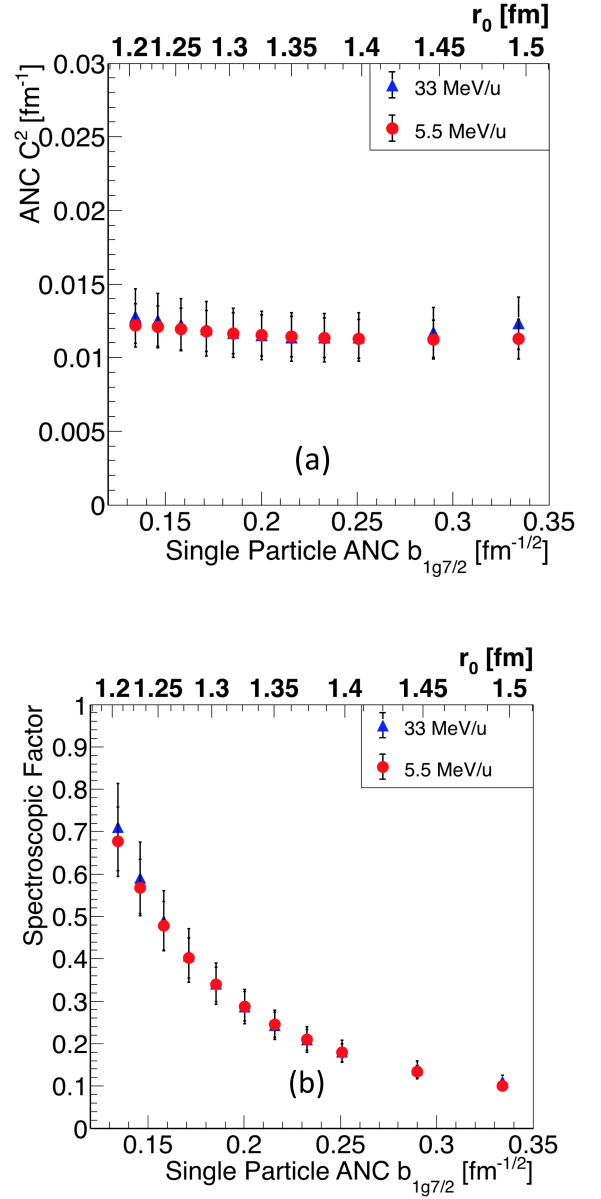 r0 [fm]
1.2 1.25 1.3 1.35 1.4 1.45 1.5
ANC C2 [fm-1]
0.03
0.025
0.02
0.015
0.01
0.005
0
33 MeV/u
5.5 MeV/u
(a)
0.15 0.2 0.25 0.3 0.35
Single Particle ANC b1g7/2 [fm-1/2]
r0 [fm]
1.2 1.25 1.3 1.35 1.4 1.45 1.5
Spectroscopic Factor
1
0.9
0.8
0.7
0.6
0.5
0.4
0.3
0.2
0.1
0
33 MeV/u
5.5 MeV/u
(b)
0.15 0.2 0.25 0.3 0.35
Single Particle ANC b1g7/2 [fm-1/2]